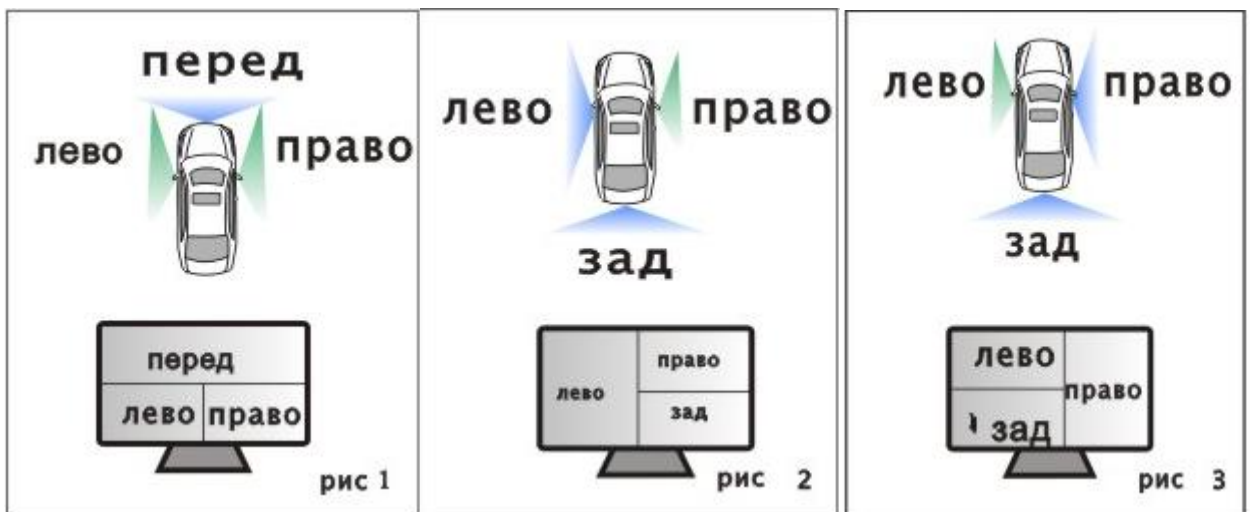 перед
лево право
перед
лево право
рис 1
лево право
зад
лево
право
зад
рис 2
лево право
зад
лево
право
зад
рис 3